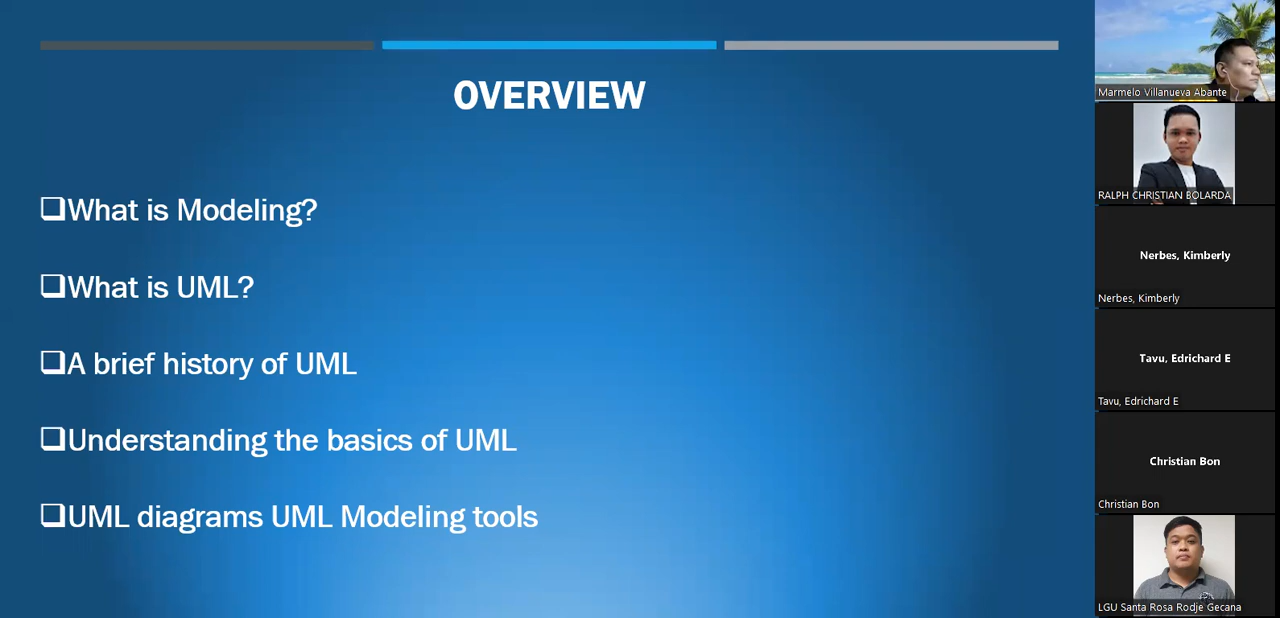 OVERVIEW
❑What is Modeling?
❑What is UML?
❑A brief history of UML
❑Understanding the basics of UML
❑UML diagrams UML Modeling tools
Marmelo Villanueva Abante
RALPH CHRISTIAN BOLARDA
Nerbes, Kimberly
Nerbes, Kimberly
Tavu, Edrichard E
Tavu, Edrichard E
Christian Bon
Christian Bon
LGU Santa Rosa Rodje Gecana